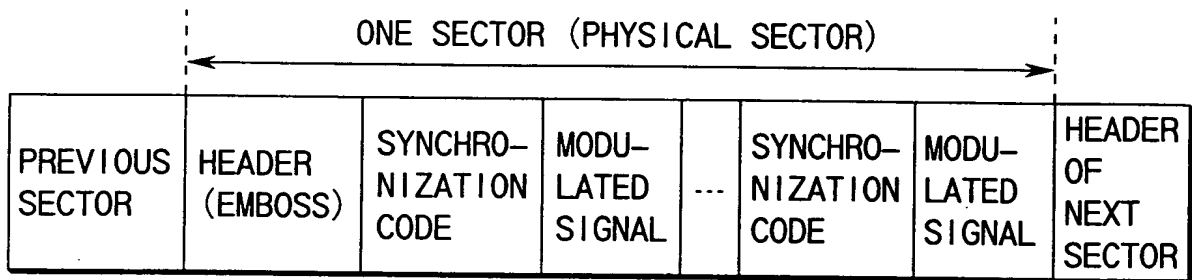 ONE SECTOR (PHYSICAL SECTOR)
PREVIOUS
SECTOR
HEADER
(EMBOSS)
SYNCHRO–
NIZATION
CODE
MODU–
LATED
SIGNAL
---
SYNCHRO–
NIZATION
CODE
MODU–
LATED
SIGNAL
HEADER
OF
NEXT
SECTOR